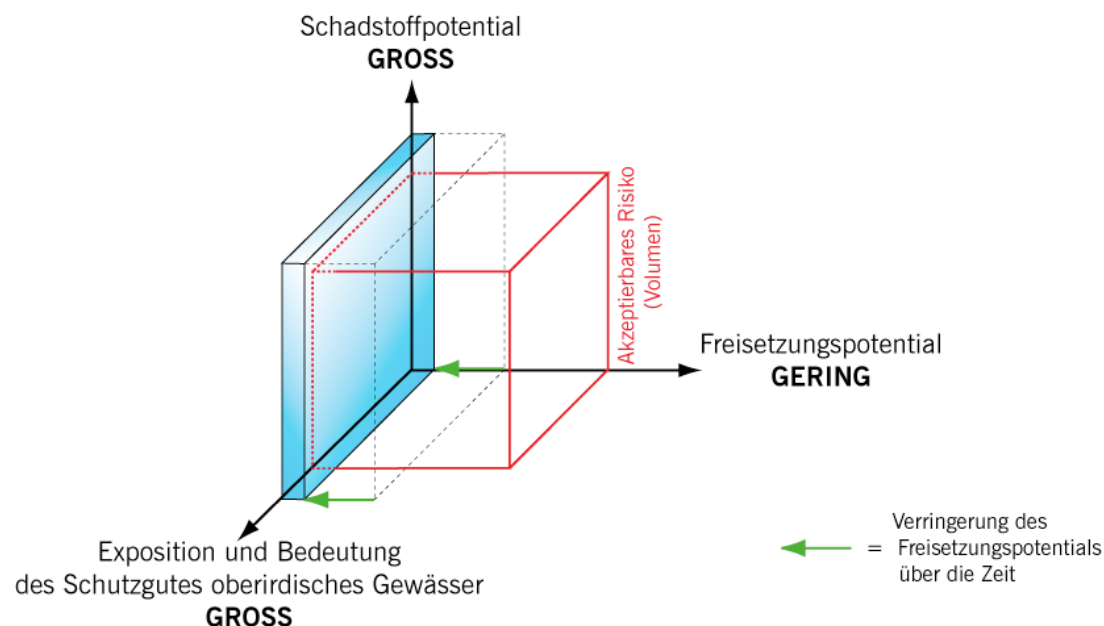 Schadstoffpotential
GROSS
Akzeptierbares Risiko
(Volumen)
Freisetzungspotential
GERING
Exposition und Bedeutung
des Schutzgutes oberirdisches Gewässer
GROSS
Verringerung des
= Freisetzungspotentials
über die Zeit